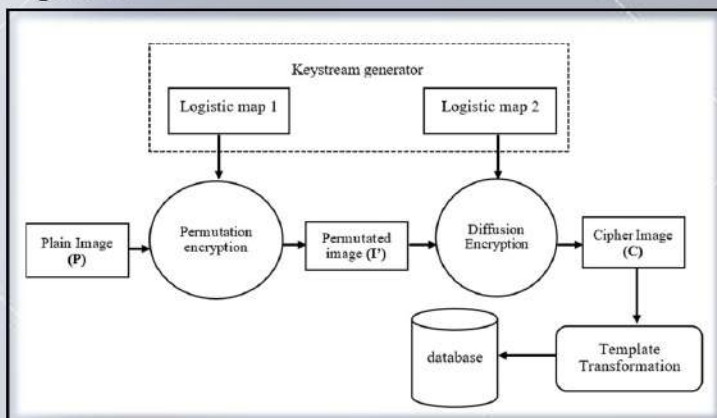 Keystream generator
Logistic map 1
Logistic map 2
Plain Image
(P)
Permutation
encryption
Permutated
image (I')
Diffusion
Encryption
Cipher Image
(C)
database
Template
Transformation